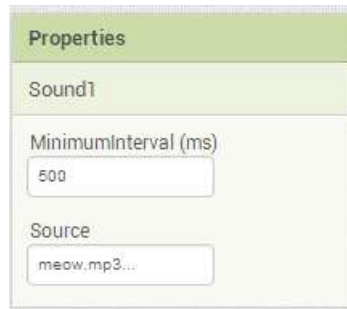 Properties
Sound1
MinimumInterval (ms)
500
Source
meow.mp3...